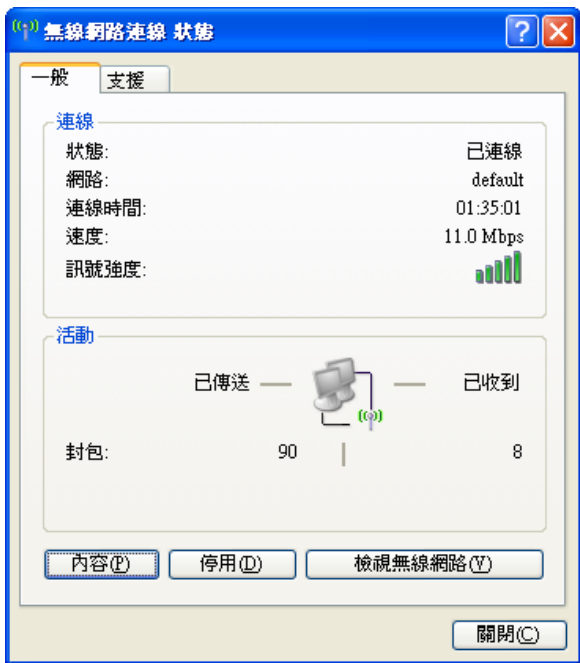 無線網路連線 狀態
一般 支援
連線
狀態: 已連線
網路: default
連線時間: 01:35:01
速度: 11.0 Mbps
訊號強度:
活動
已傳送 — — 已收到
封包: 90 | 8
內容(P) 停用(D) 檢視無線網路(V)
關閉(C)